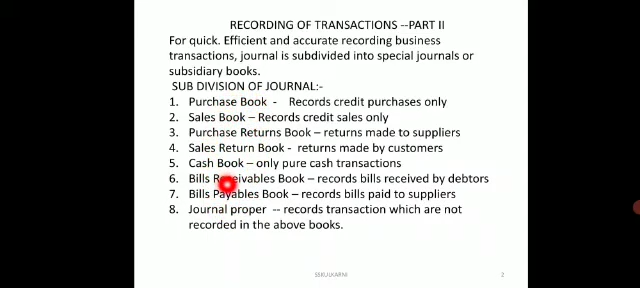 RECORDING OF TRANSACTIONS --PART II
For quick. Efficient and accurate recording business
transactions, journal is subdivided into special journals or
subsidiary books.
SUB DIVISION OF JOURNAL:-
1. Purchase Book - Records credit purchases only
2. Sales Book – Records credit sales only
3. Purchase Returns Book – returns made to suppliers
4. Sales Return Book - returns made by customers
5. Cash Book – only pure cash transactions
6. Bills Receivables Book – records bills received by debtors
7. Bills Payables Book – records bills paid to suppliers
8. Journal proper -- records transaction which are not
recorded in the above books.
SSKULKARNI 2